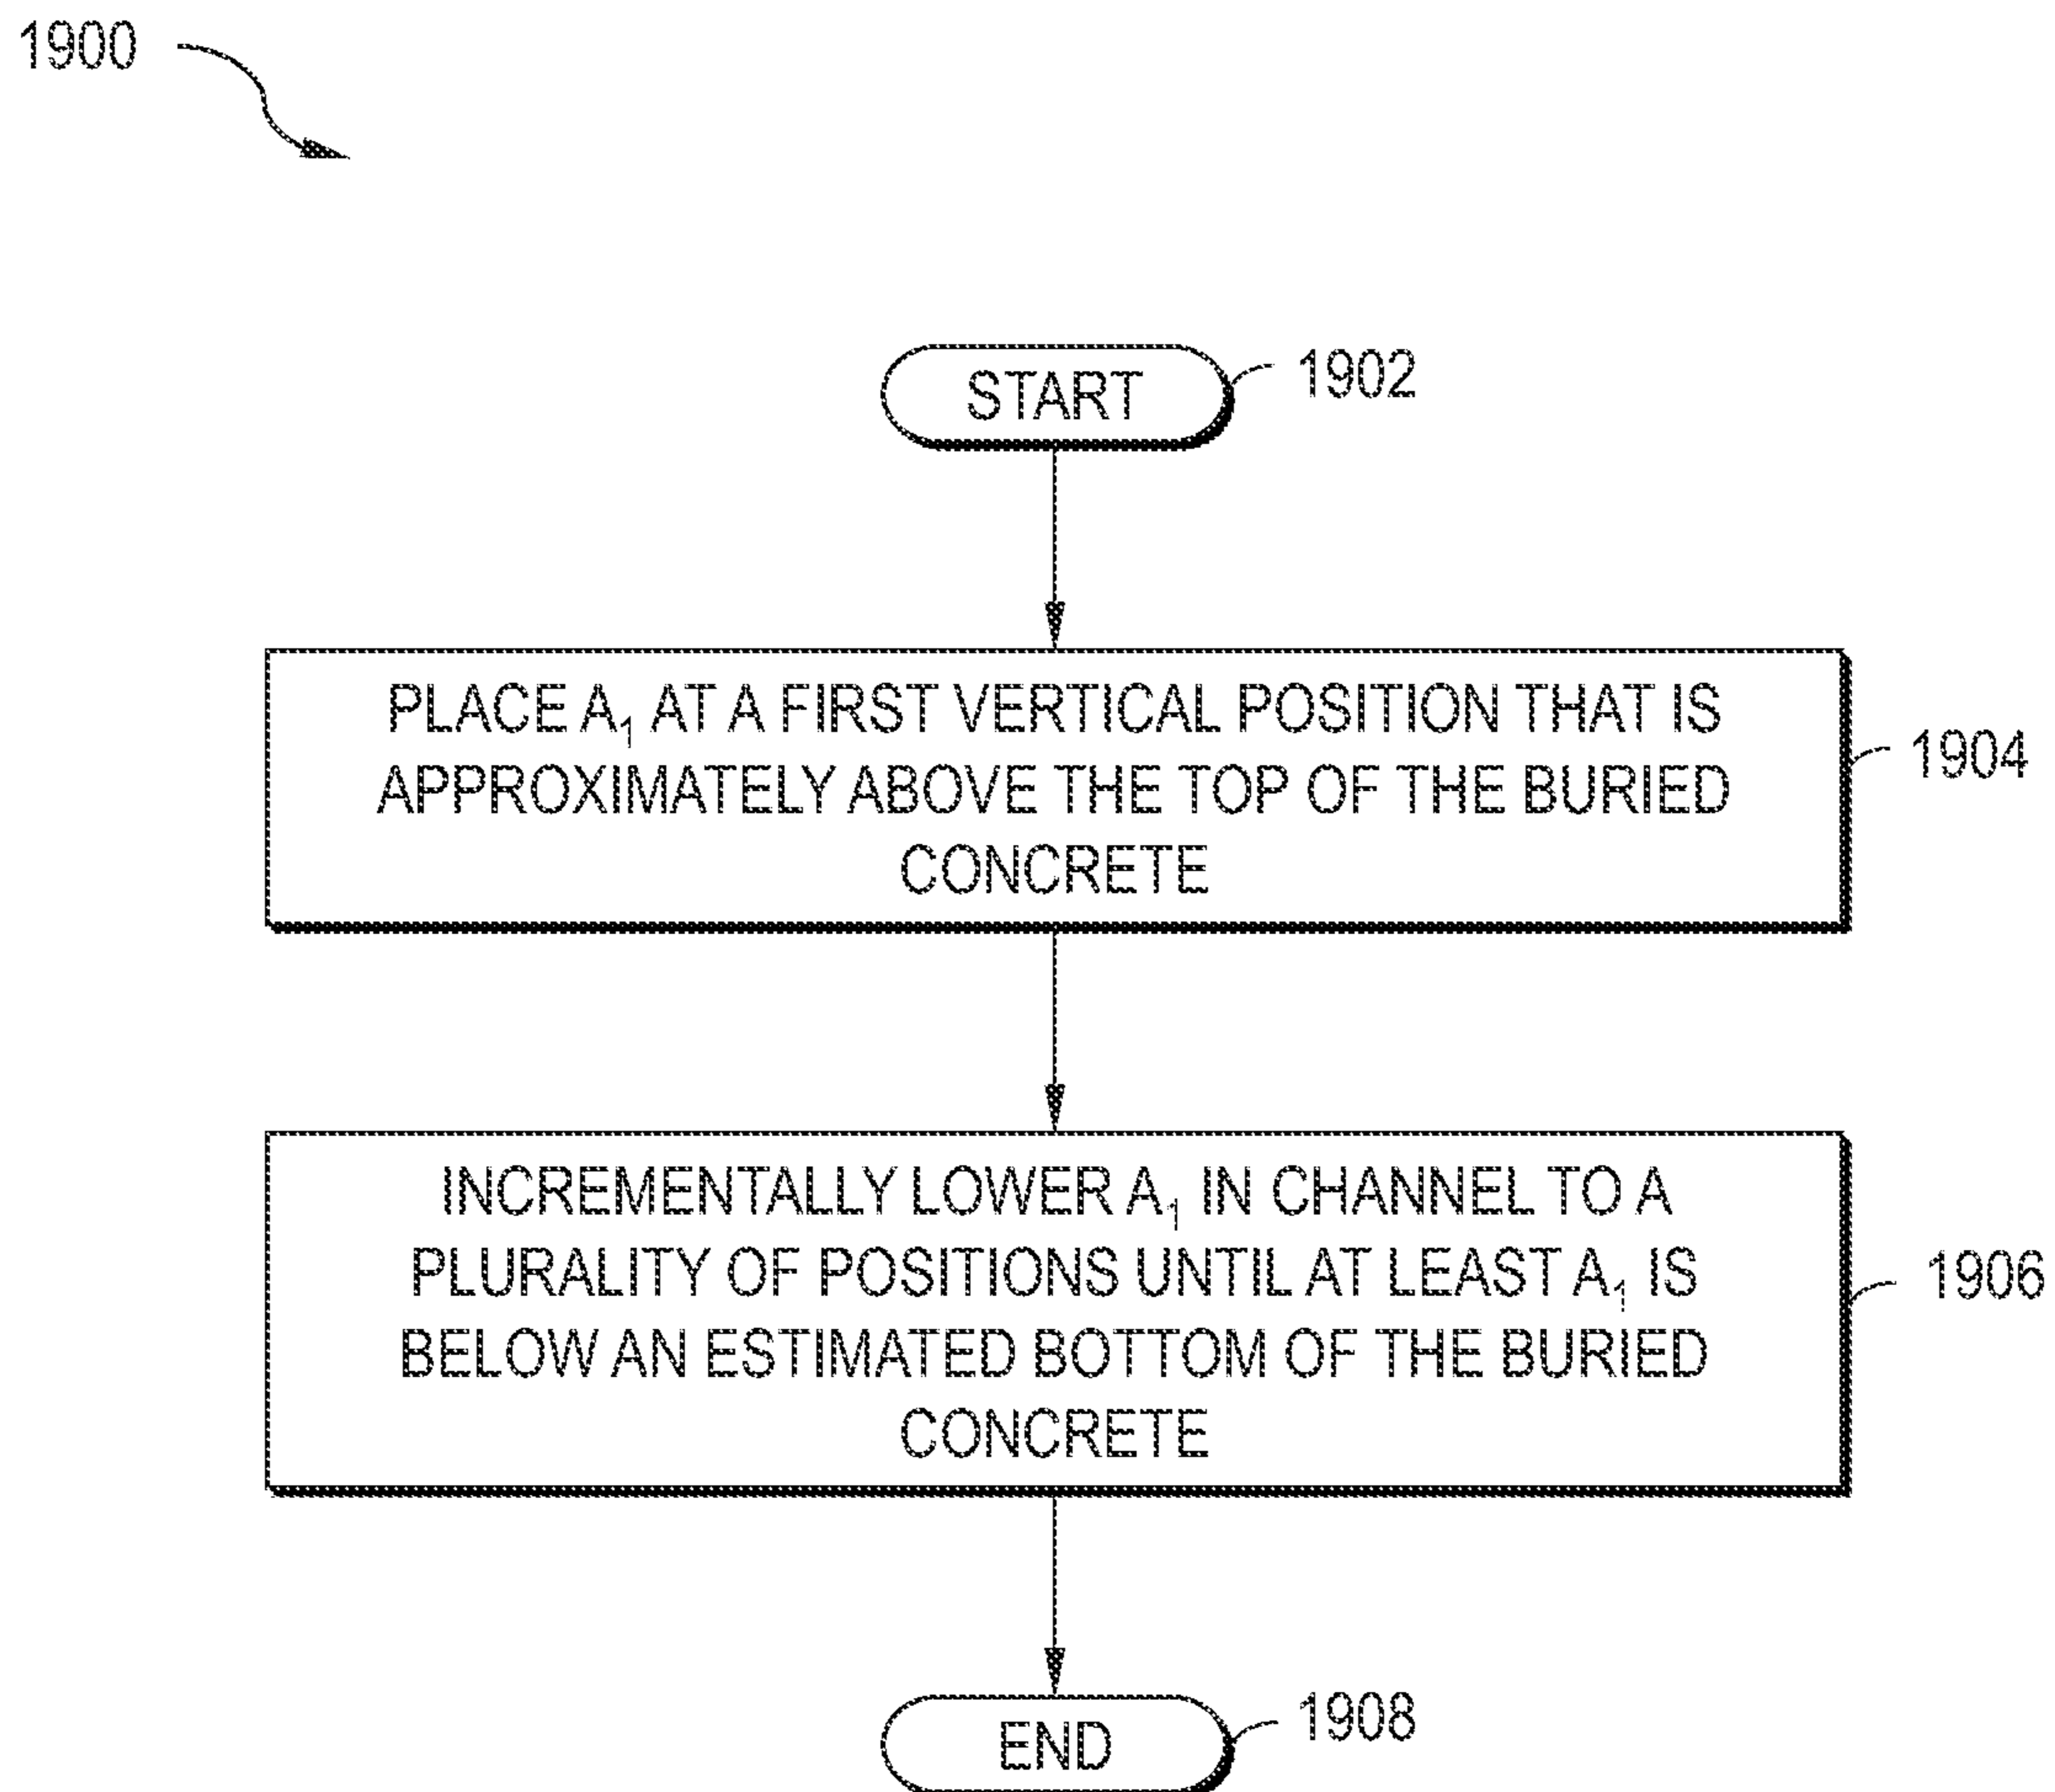 1900
START
1902
PLACE A₁ AT A FIRST VERTICAL POSITION THAT IS
APPROXIMATELY ABOVE THE TOP OF THE BURIED
CONCRETE
1904
INCREMENTALLY LOWER A₁ IN CHANNEL TO A
PLURALITY OF POSITIONS UNTIL AT LEAST A₁ IS
BELOW AN ESTIMATED BOTTOM OF THE BURIED
CONCRETE
1906
END
1908